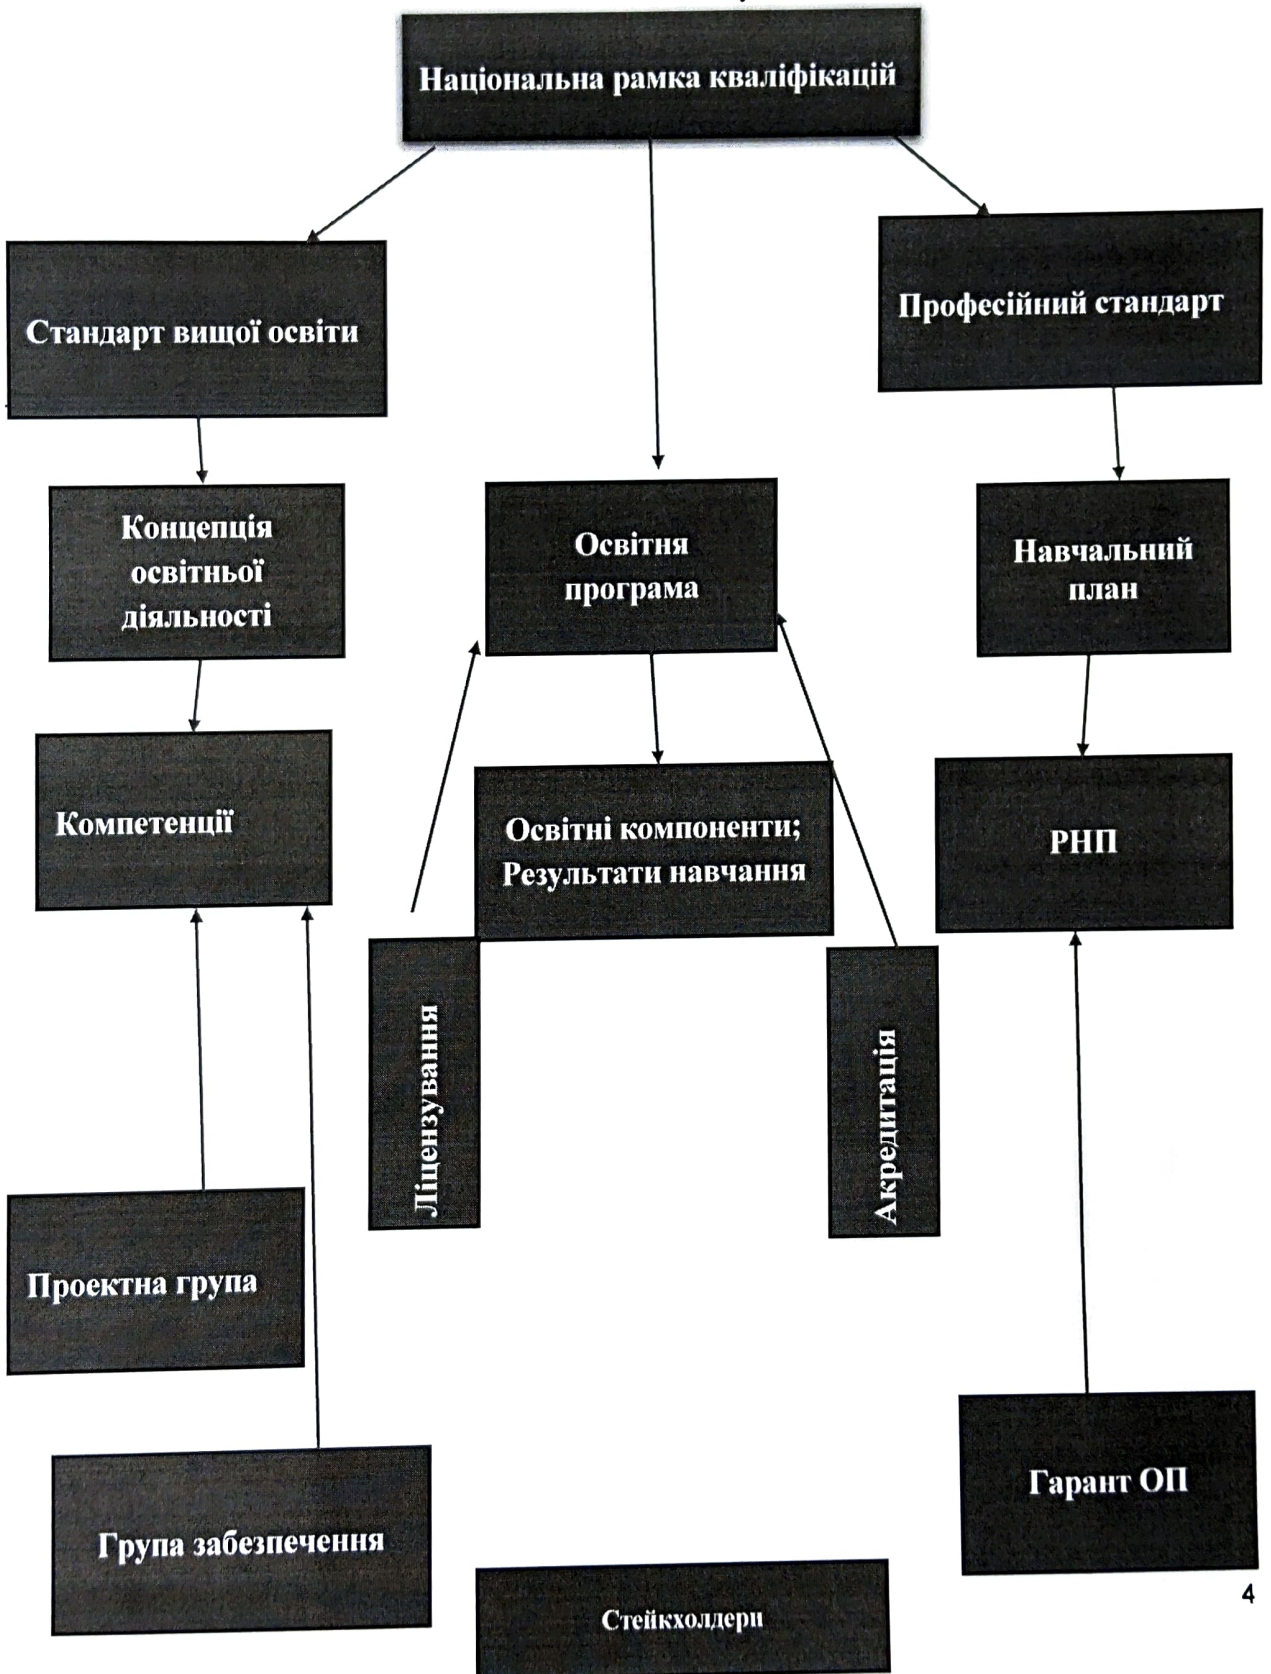 Національна рамка кваліфікацій
Стандарт вищої освіти
Професійний стандарт
Концепція
освітньої
діяльності
Освітня
програма
Навчальний
план
Компетенції
Освітні компоненти;
Результати навчання
РНП
Ліцензування
Акредитація
Проектна група
Група забезпечення
Гарант ОП
Стейкхолдери
4